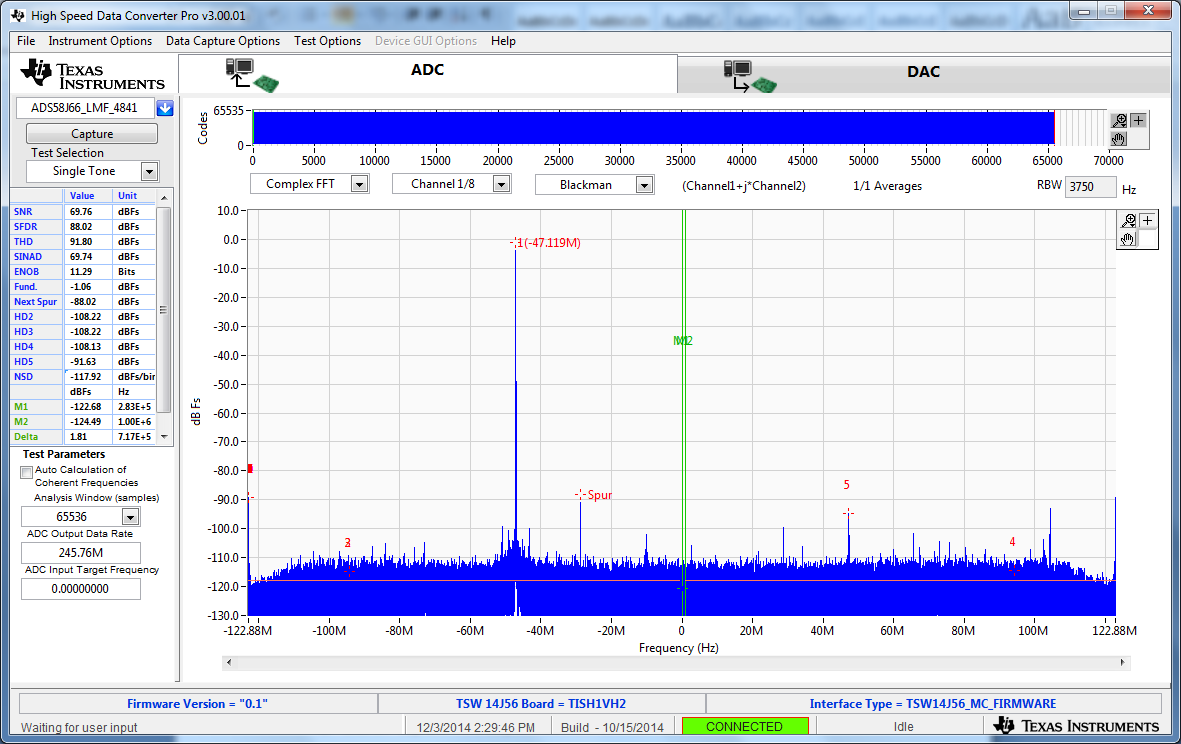 High Speed Data Converter Pro v3.00.01
File Instrument Options Data Capture Options Test Options Device GUI Options Help
TEXAS INSTRUMENTS
ADC
DAC
ADS58J66_LMF_4841
Capture
Test Selection
Single Tone
Value Unit
SNR 69.76 dBFs
SFDR 88.02 dBFs
THD 91.80 dBFs
SINAD 69.74 dBFs
ENOB 11.29 Bits
Fund. -1.06 dBFs
Next Spur -88.02 dBFs
HD2 -108.22 dBFs
HD3 -108.22 dBFs
HD4 -108.13 dBFs
HD5 -91.63 dBFs
NSD -117.92 dBFs/bin
dBFs Hz
M1 -122.68 2.83E+5
M2 -124.49 1.00E+6
Delta 1.81 7.17E+5
Test Parameters
Auto Calculation of
Coherent Frequencies
Analysis Window (samples)
65536
ADC Output Data Rate
245.76M
ADC Input Target Frequency
0.00000000
Codes
65535
0
0 5000 10000 15000 20000 25000 30000 35000 40000 45000 50000 55000 60000 65000 70000
Complex FFT Channel 1/8 Blackman (Channel1+j*Channel2) 1/1 Averages RBW 3750 Hz
dB Fs
10.0
0.0
-10.0
-20.0
-30.0
-40.0
-50.0
-60.0
-70.0
-80.0
-90.0
-100.0
-110.0
-120.0
-130.0
1(-47.119M)
Spur
5
4
-122.88M -100M -80M -60M -40M -20M 0 20M 40M 60M 80M 100M 122.88M
Frequency (Hz)
Firmware Version = "0.1" TSW 14J56 Board = TISH1VH2 Interface Type = TSW14J56_MC_FIRMWARE
Waiting for user input 12/3/2014 2:29:46 PM Build - 10/15/2014 CONNECTED Idle TEXAS INSTRUMENTS